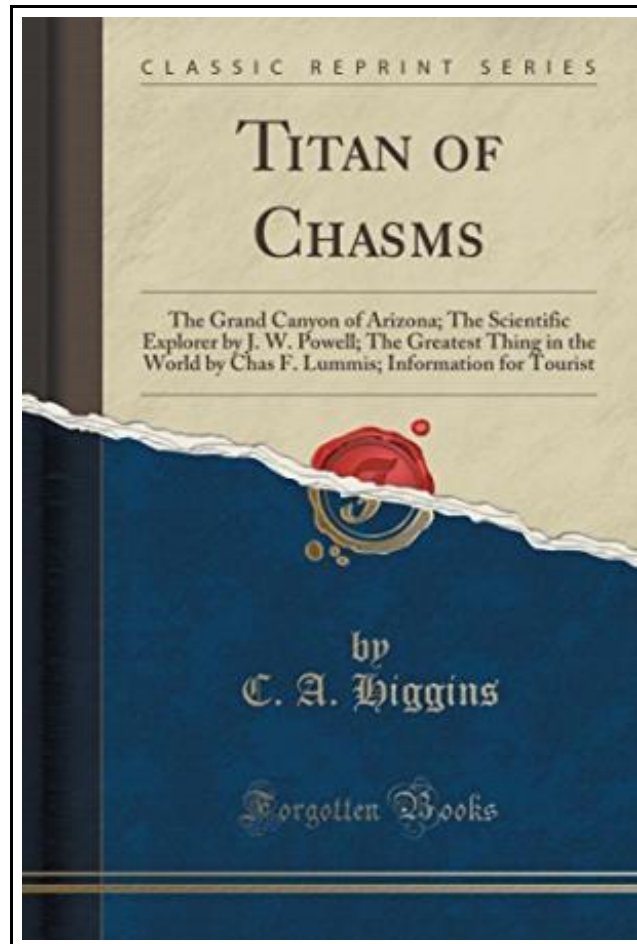 CLASSIC REPRINT SERIES
TITAN OF
CHASMS
The Grand Canyon of Arizona; The Scientific
Explorer by J. W. Powell; The Greatest Thing in the
World by Chas F. Lummis; Information for Tourist
by
C. A. Higgins
Forgotten Books